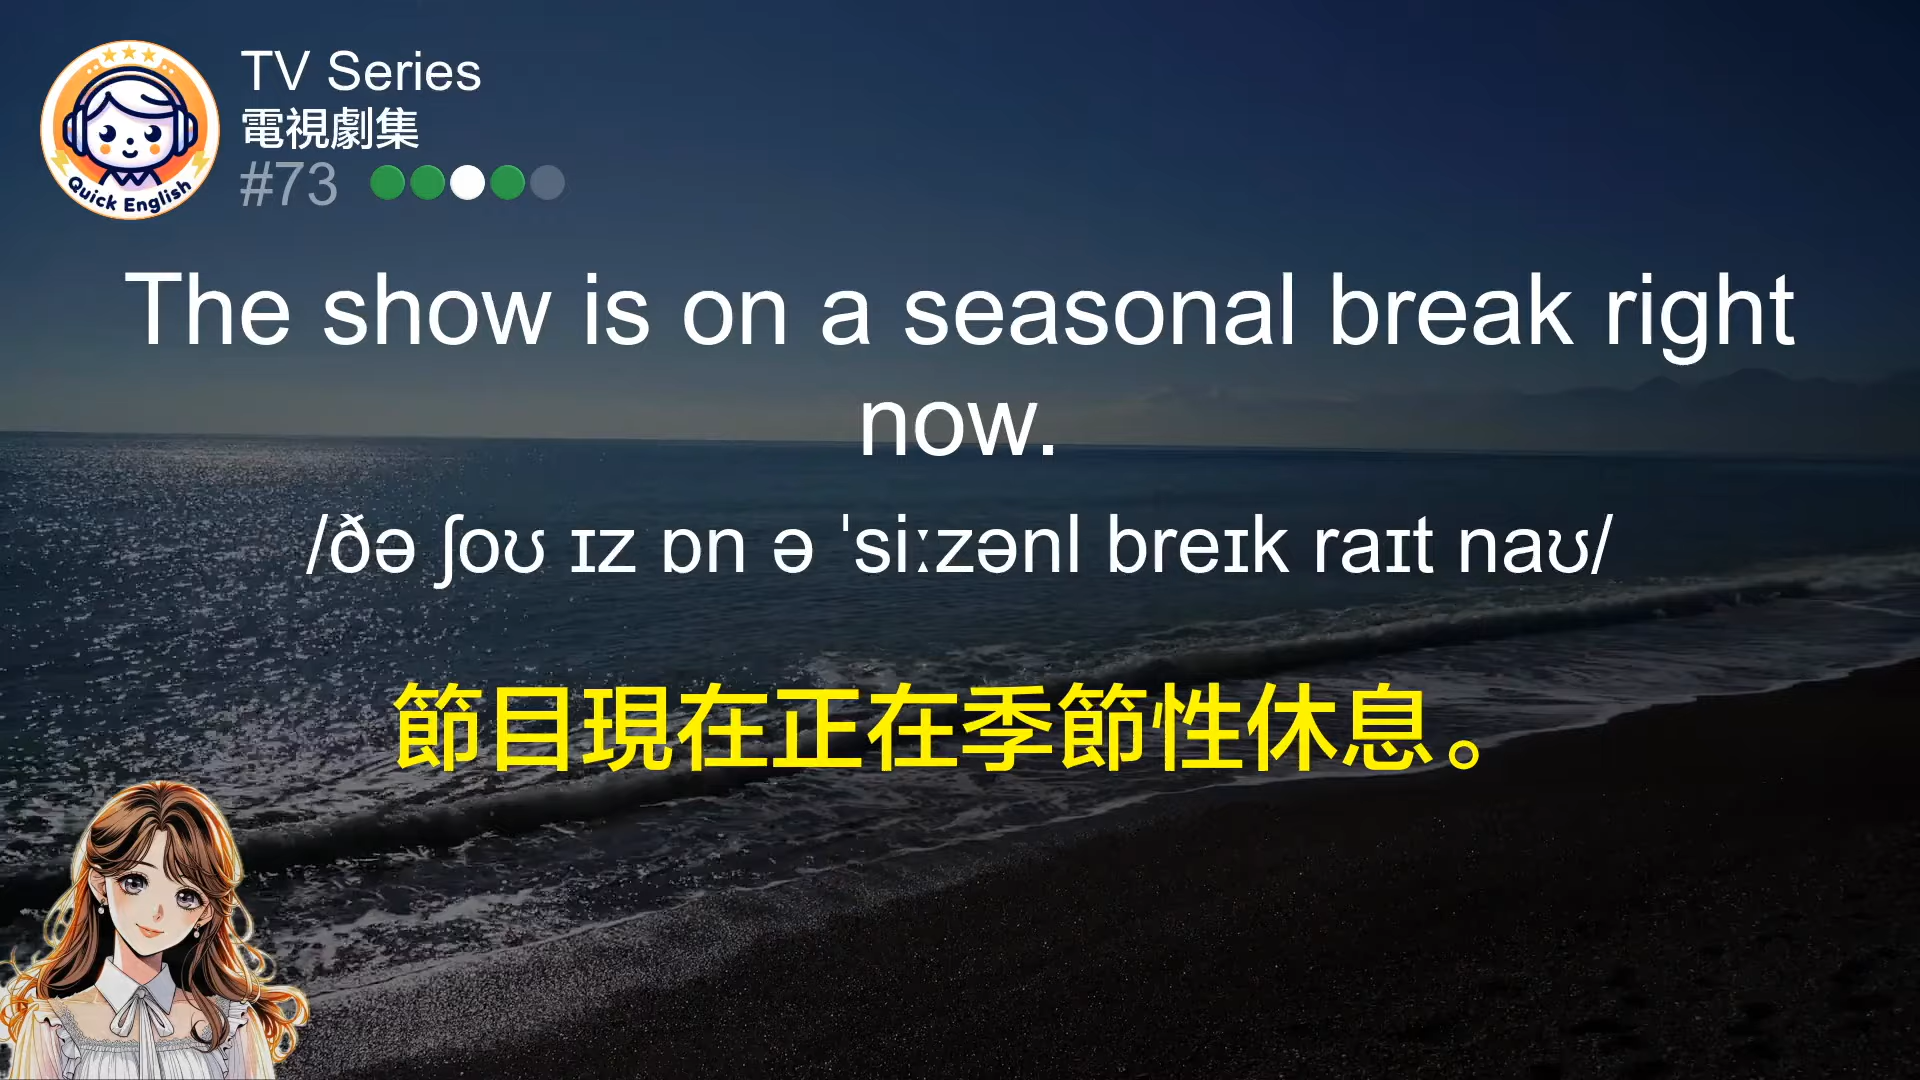 Quick English
TV Series
電視劇集
#73
The show is on a seasonal break right
now.
/ðə ʃoʊ ɪz ɒn ə ˈsiːzənl breɪk raɪt naʊ/
節目現在正在季節性休息。